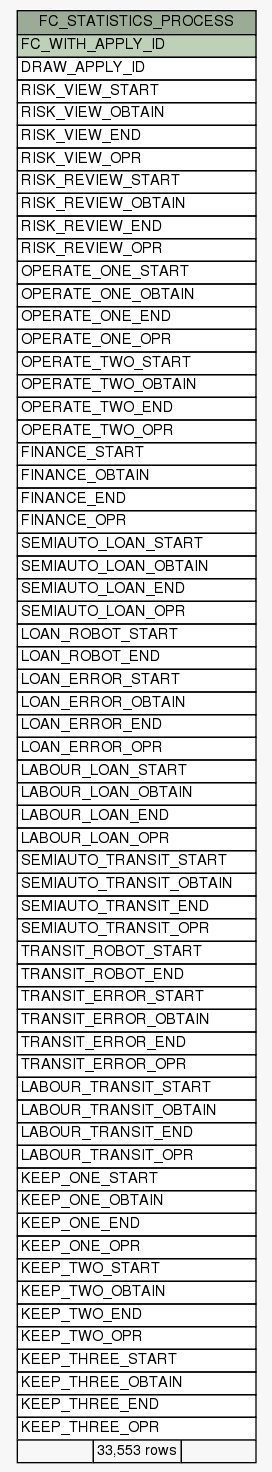 FC_STATISTICS_PROCESS
FC_WITH_APPLY_ID
DRAW_APPLY_ID
RISK_VIEW_START
RISK_VIEW_OBTAIN
RISK_VIEW_END
RISK_VIEW_OPR
RISK_REVIEW_START
RISK_REVIEW_OBTAIN
RISK_REVIEW_END
RISK_REVIEW_OPR
OPERATE_ONE_START
OPERATE_ONE_OBTAIN
OPERATE_ONE_END
OPERATE_ONE_OPR
OPERATE_TWO_START
OPERATE_TWO_OBTAIN
OPERATE_TWO_END
OPERATE_TWO_OPR
FINANCE_START
FINANCE_OBTAIN
FINANCE_END
FINANCE_OPR
SEMIAUTO_LOAN_START
SEMIAUTO_LOAN_OBTAIN
SEMIAUTO_LOAN_END
SEMIAUTO_LOAN_OPR
LOAN_ROBOT_START
LOAN_ROBOT_END
LOAN_ERROR_START
LOAN_ERROR_OBTAIN
LOAN_ERROR_END
LOAN_ERROR_OPR
LABOUR_LOAN_START
LABOUR_LOAN_OBTAIN
LABOUR_LOAN_END
LABOUR_LOAN_OPR
SEMIAUTO_TRANSIT_START
SEMIAUTO_TRANSIT_OBTAIN
SEMIAUTO_TRANSIT_END
SEMIAUTO_TRANSIT_OPR
TRANSIT_ROBOT_START
TRANSIT_ROBOT_END
TRANSIT_ERROR_START
TRANSIT_ERROR_OBTAIN
TRANSIT_ERROR_END
TRANSIT_ERROR_OPR
LABOUR_TRANSIT_START
LABOUR_TRANSIT_OBTAIN
LABOUR_TRANSIT_END
LABOUR_TRANSIT_OPR
KEEP_ONE_START
KEEP_ONE_OBTAIN
KEEP_ONE_END
KEEP_ONE_OPR
KEEP_TWO_START
KEEP_TWO_OBTAIN
KEEP_TWO_END
KEEP_TWO_OPR
KEEP_THREE_START
KEEP_THREE_OBTAIN
KEEP_THREE_END
KEEP_THREE_OPR
33,553 rows